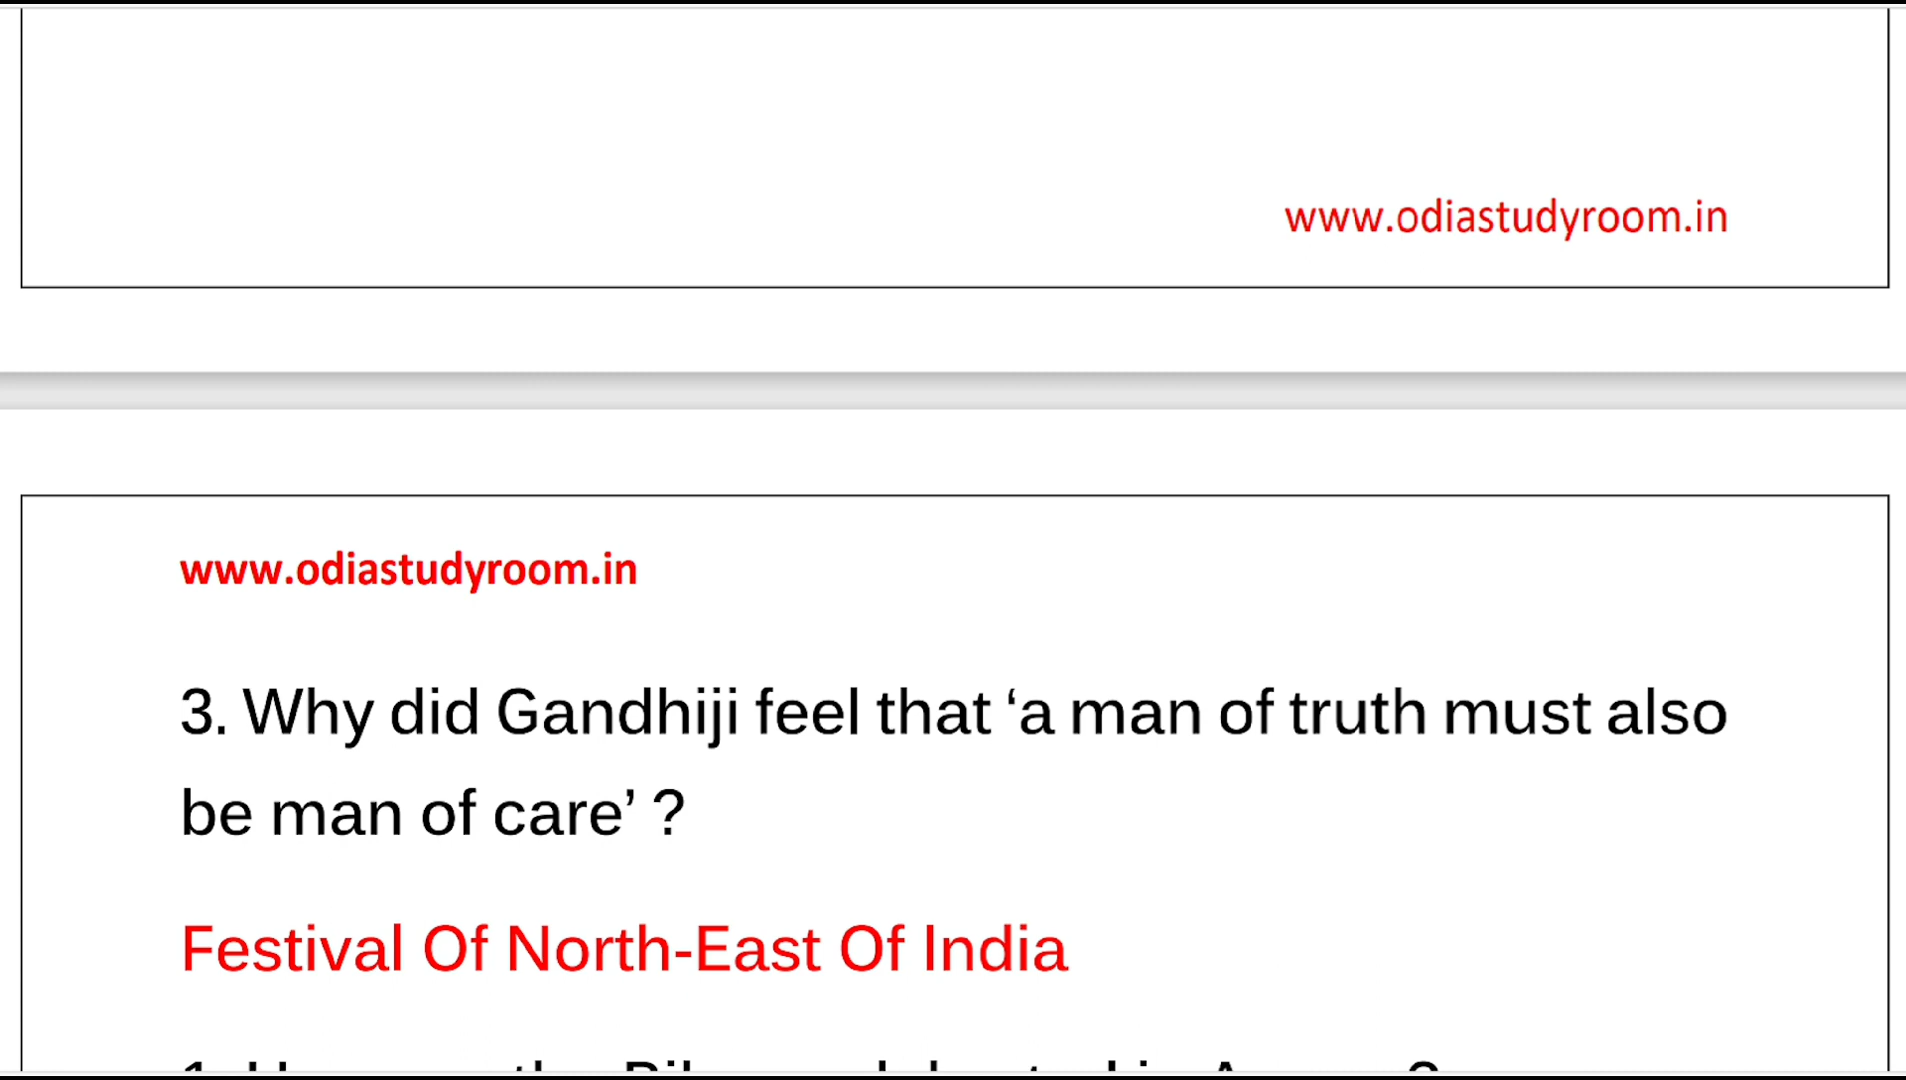 www.odiastudyroom.in
www.odiastudyroom.in
3. Why did Gandhiji feel that ‘a man of truth must also
be man of care’ ?
Festival Of North-East Of India